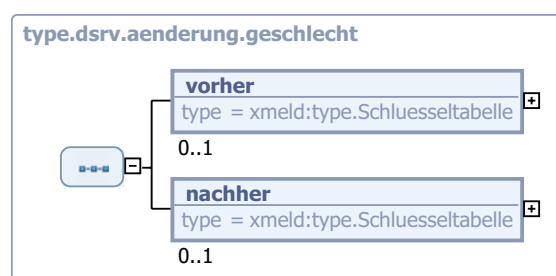 type.dsrv.aenderung.geschlecht
vorher
type = xmeld:type.Schluesseltabelle
0..1
nachher
type = xmeld:type.Schluesseltabelle
0..1